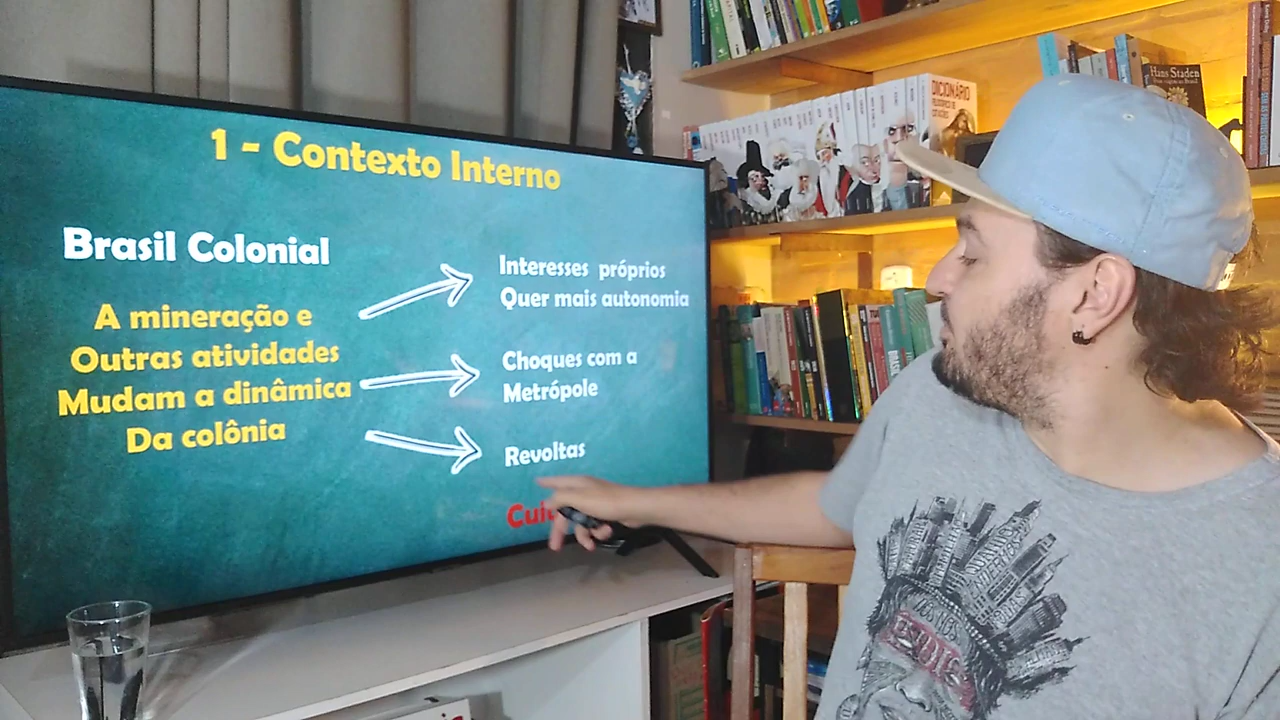 1 - Contexto Interno
Brasil Colonial
A mineração e
Outras atividades
Mudam a dinâmica
Da colônia
Interesses próprios
Quer mais autonomia
Choques com a
Metrópole
Revoltas
DICIONÁRIO
Hans Staden